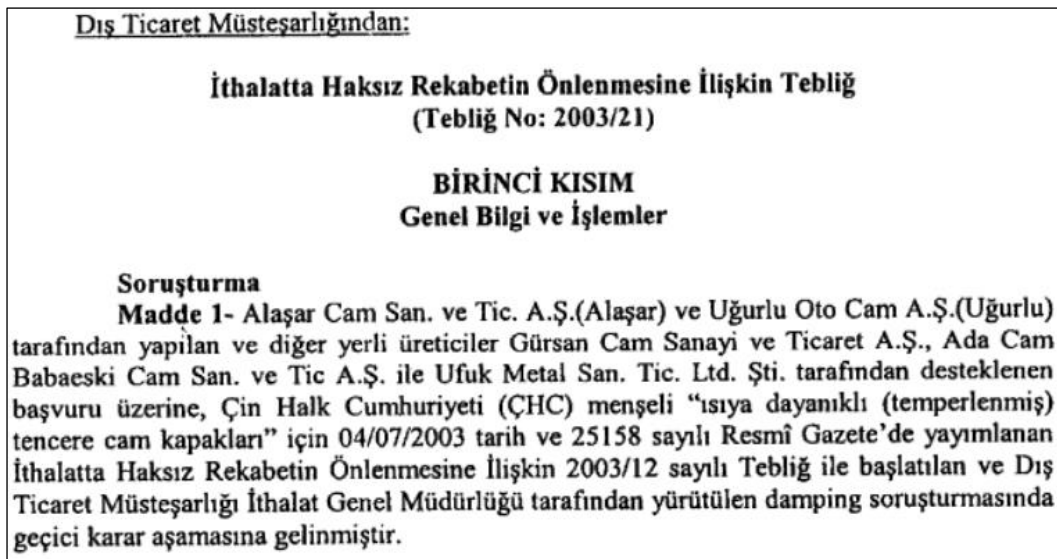 Dış Ticaret Müsteşarlığından:
İthalatta Haksız Rekabetin Önlenmesine İlişkin Tebliğ
(Tebliğ No: 2003/21)
BİRİNCİ KISIM
Genel Bilgi ve İşlemler
Soruşturma
Madde 1- Alaşar Cam San. ve Tic. A.Ş.(Alaşar) ve Uğurlu Oto Cam A.Ş.(Uğurlu)
tarafından yapılan ve diğer yerli üreticiler Gürsan Cam Sanayi ve Ticaret A.Ş., Ada Cam
Babaeski Cam San. ve Tic A.Ş. ile Ufuk Metal San. Tic. Ltd. Şti. tarafından desteklenen
başvuru üzerine, Çin Halk Cumhuriyeti (ÇHC) menşeli “ısıya dayanıklı (temperlenmiş)
tencere cam kapakları” için 04/07/2003 tarih ve 25158 sayılı Resmî Gazete’de yayımlanan
İthalatta Haksız Rekabetin Önlenmesine İlişkin 2003/12 sayılı Tebliğ ile başlatılan ve Dış
Ticaret Müsteşarlığı İthalat Genel Müdürlüğü tarafından yürütülen damping soruşturmasında
geçici karar aşamasına gelinmiştir.